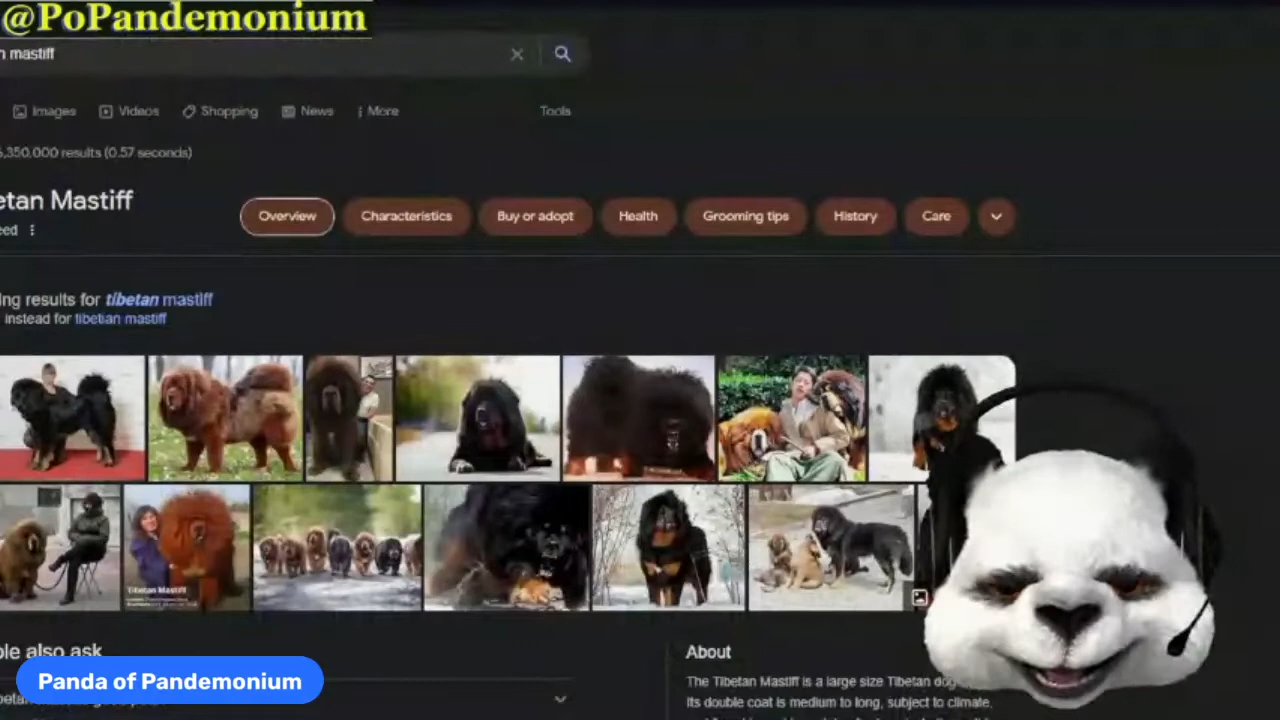 @PoPandemonium
n mastiff
Images Videos Shopping News More Tools
6,350,000 results (0.57 seconds)
etan Mastiff
Overview Characteristics Buy or adopt Health Grooming tips History Care
eed
ing results for tibetan mastiff
instead for tibetian mastiff
Tibetan Mastiff
ple also ask
About
Panda of Pandemonium
The Tibetan Mastiff is a large size Tibetan dog
Its double coat is medium to long, subject to climate,